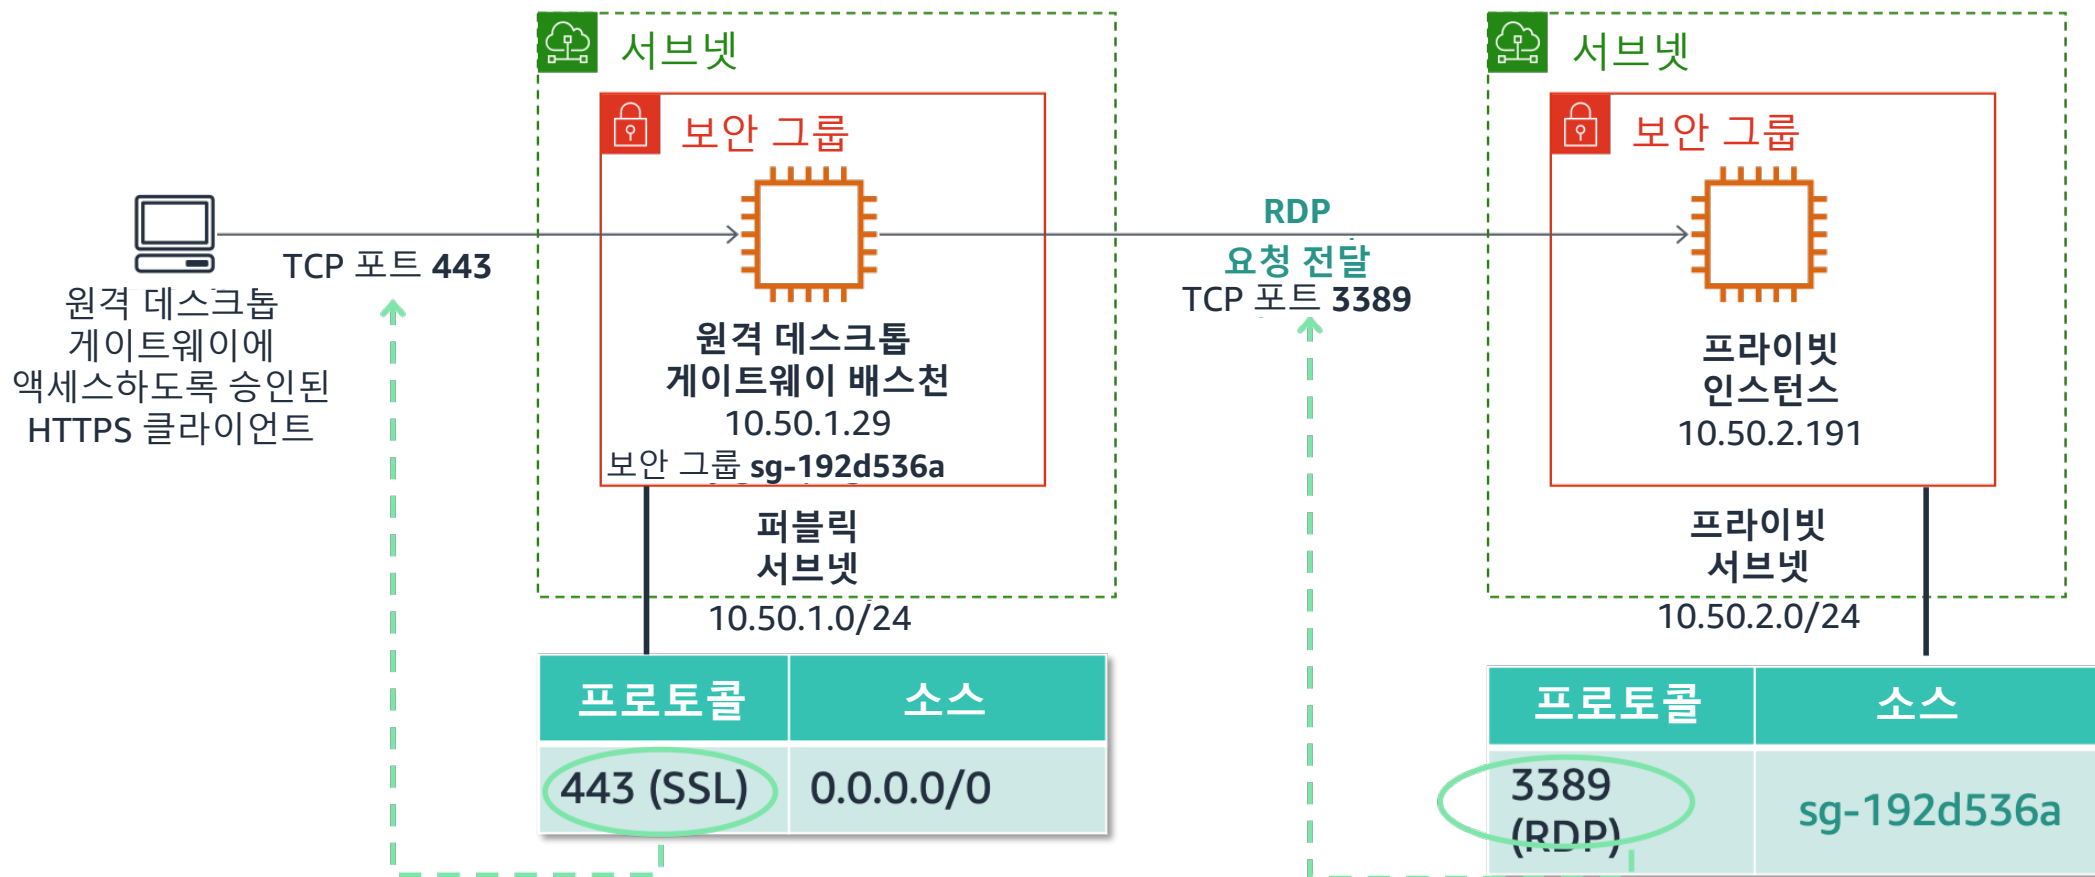 서브넷
보안 그룹
TCP 포트 443
원격 데스크톱
게이트웨이에
액세스하도록 승인된
HTTPS 클라이언트
원격 데스크톱
게이트웨이 배스천
10.50.1.29
보안 그룹 sg-192d536a
퍼블릭
서브넷
10.50.1.0/24
프로토콜 소스
443 (SSL) 0.0.0.0/0
RDP
요청 전달
TCP 포트 3389
서브넷
보안 그룹
프라이빗
인스턴스
10.50.2.191
프라이빗
서브넷
10.50.2.0/24
프로토콜 소스
3389
(RDP) sg-192d536a